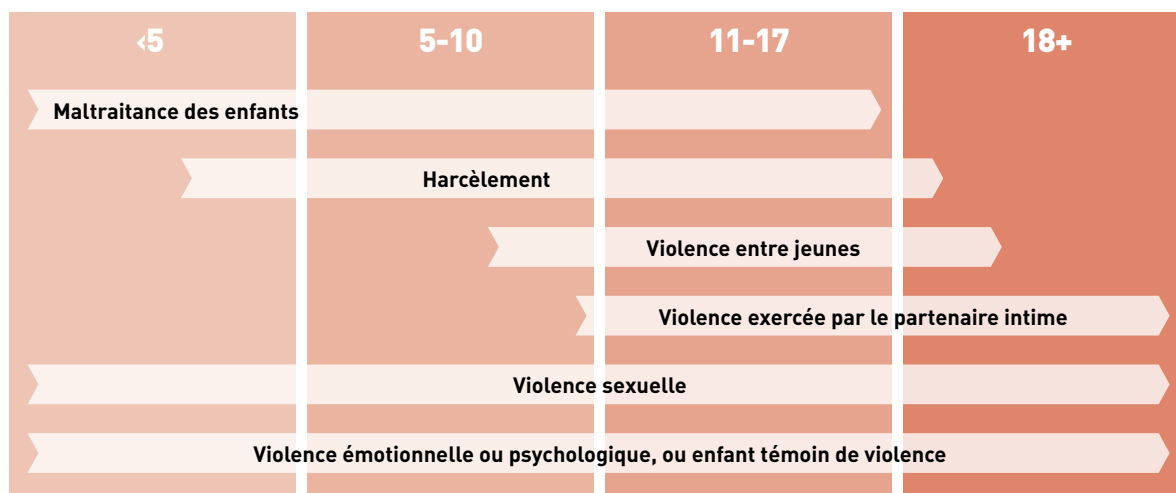 <5 5-10 11-17 18+
Maltraitance des enfants
Harcèlement
Violence entre jeunes
Violence exercée par le partenaire intime
Violence sexuelle
Violence émotionnelle ou psychologique, ou enfant témoin de violence